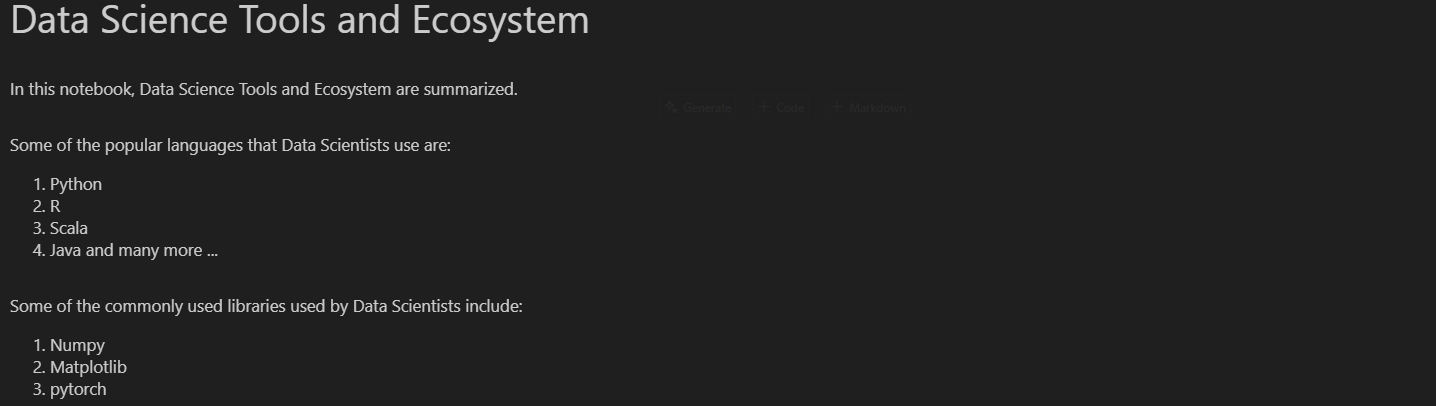 Data Science Tools and Ecosystem
In this notebook, Data Science Tools and Ecosystem are summarized.
Generate + Code + Markdown
Some of the popular languages that Data Scientists use are:
1. Python
2. R
3. Scala
4. Java and many more ...
Some of the commonly used libraries used by Data Scientists include:
1. Numpy
2. Matplotlib
3. pytorch